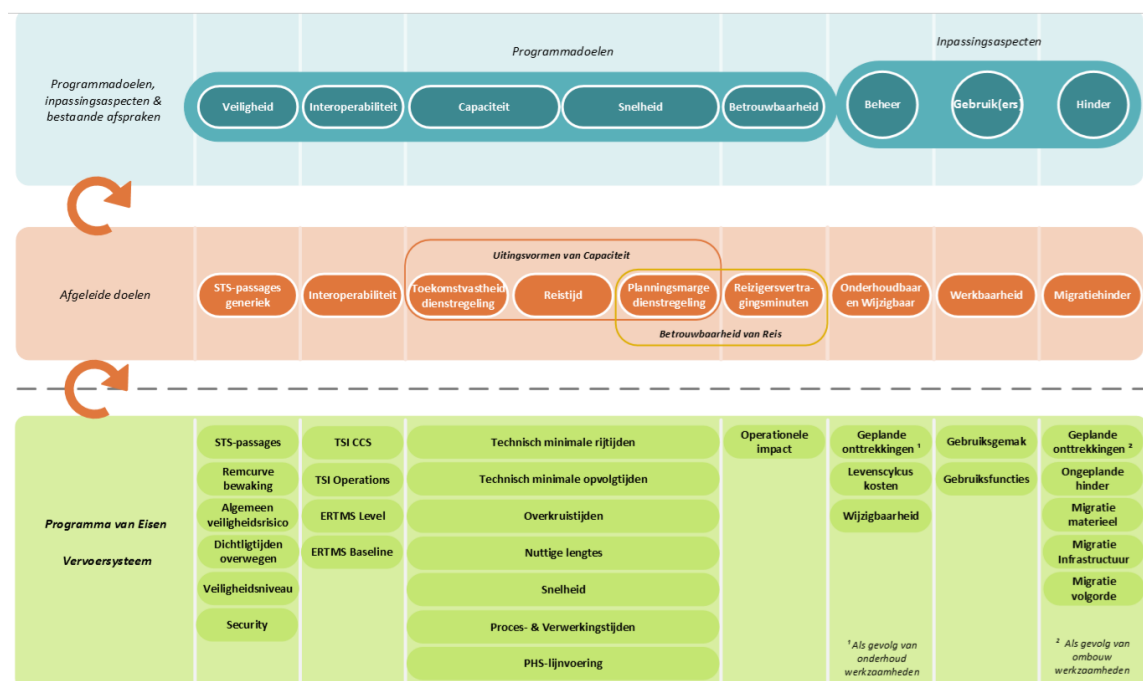 Programmadoelen
Inpassingsaspecten
Programmadoelen,
inpassingsaspecten &
bestaande afspraken
Veiligheid
Interoperabiliteit
Capaciteit
Snelheid
Betrouwbaarheid
Beheer
Gebruik(ers)
Hinder
Uitingsvormen van Capaciteit
Afgeleide doelen
STS-passages
generiek
Interoperabiliteit
Toekomstvastheid
dienstregeling
Reistijd
Planningsmarge
dienstregeling
Reizigersvertra-
gingsminuten
Onderhoudbaar
en Wijzigbaar
Werkbaarheid
Migratiehinder
Betrouwbaarheid van Reis
Programma van Eisen
Vervoersysteem
STS-passages
Remcurve
bewaking
Algemeen
veiligheidsrisico
Dichtligtijden
overwegen
Veiligheidsniveau
Security
TSI CCS
TSI Operations
ERTMS Level
ERTMS Baseline
Technisch minimale rijtijden
Technisch minimale opvolgtijden
Overkruistijden
Nuttige lengtes
Snelheid
Proces- & Verwerkingstijden
PHS-lijnvoering
Operationele
impact
Geplande
onttrekkingen ¹
Levenscylcus
kosten
Wijzigbaarheid
¹ Als gevolg van
onderhoud
werkzaamheden
Gebruiksgemak
Gebruiksfuncties
Geplande
onttrekkingen ²
Ongeplande
hinder
Migratie
materieel
Migratie
Infrastructuur
Migratie
volgorde
² Als gevolg van
ombouw
werkzaamheden